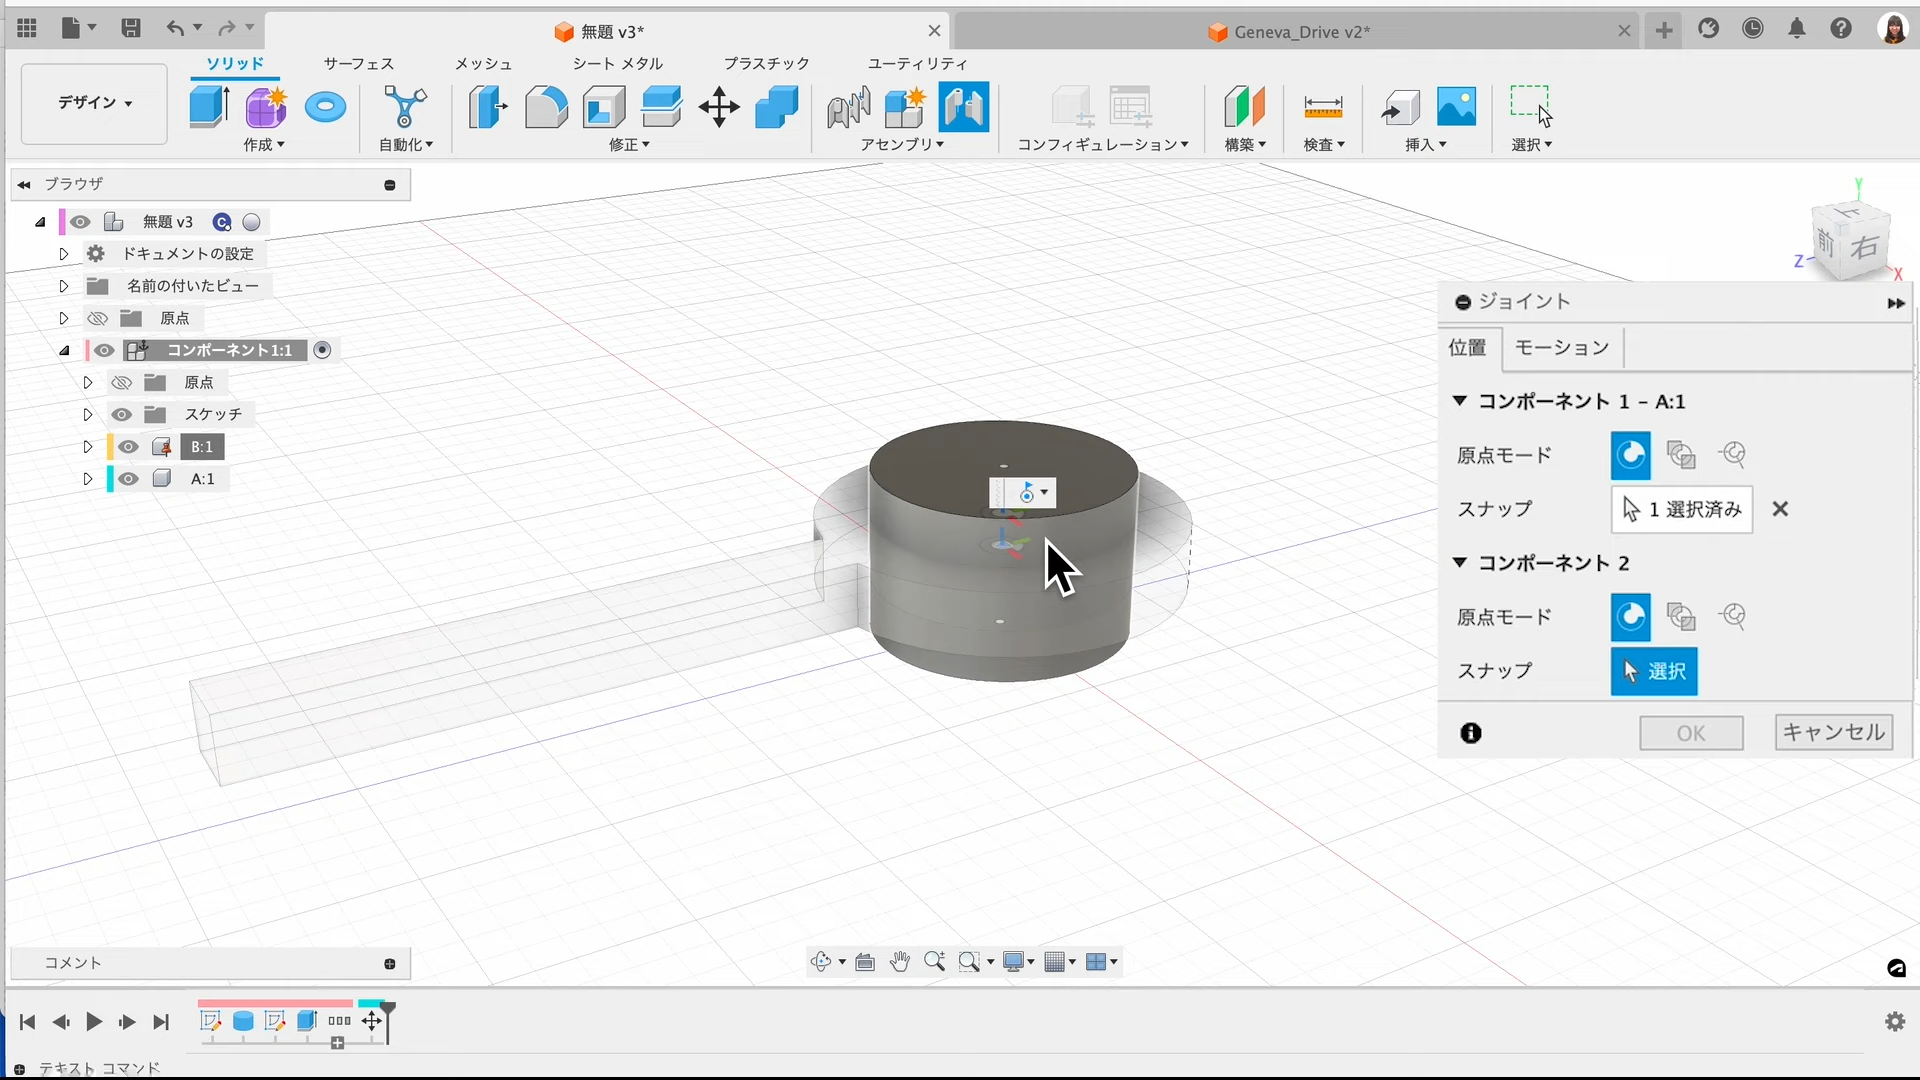 無題 v3*
Geneva_Drive v2*
デザイン
ソリッド
サーフェス
メッシュ
シート メタル
プラスチック
ユーティリティ
作成
自動化
修正
アセンブリ
コンフィギュレーション
構築
検査
挿入
選択
ブラウザ
無題 v3
ドキュメントの設定
名前の付いたビュー
原点
コンポーネント1:1
原点
スケッチ
B:1
A:1
Y
上
前
右
Z
X
ジョイント
位置
モーション
コンポーネント 1 - A:1
原点モード
スナップ
1 選択済み
コンポーネント 2
原点モード
スナップ
選択
OK
キャンセル
コメント
テキスト コマンド